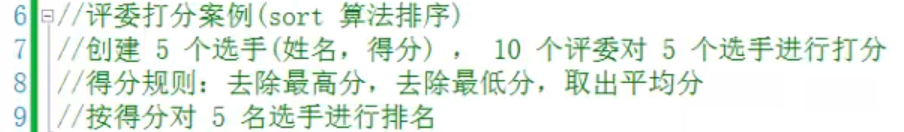 6 //评委打分案例(sort 算法排序)
7 //创建 5 个选手(姓名，得分) ， 10 个评委对 5 个选手进行打分
8 //得分规则：去除最高分，去除最低分，取出平均分
9 //按得分对 5 名选手进行排名